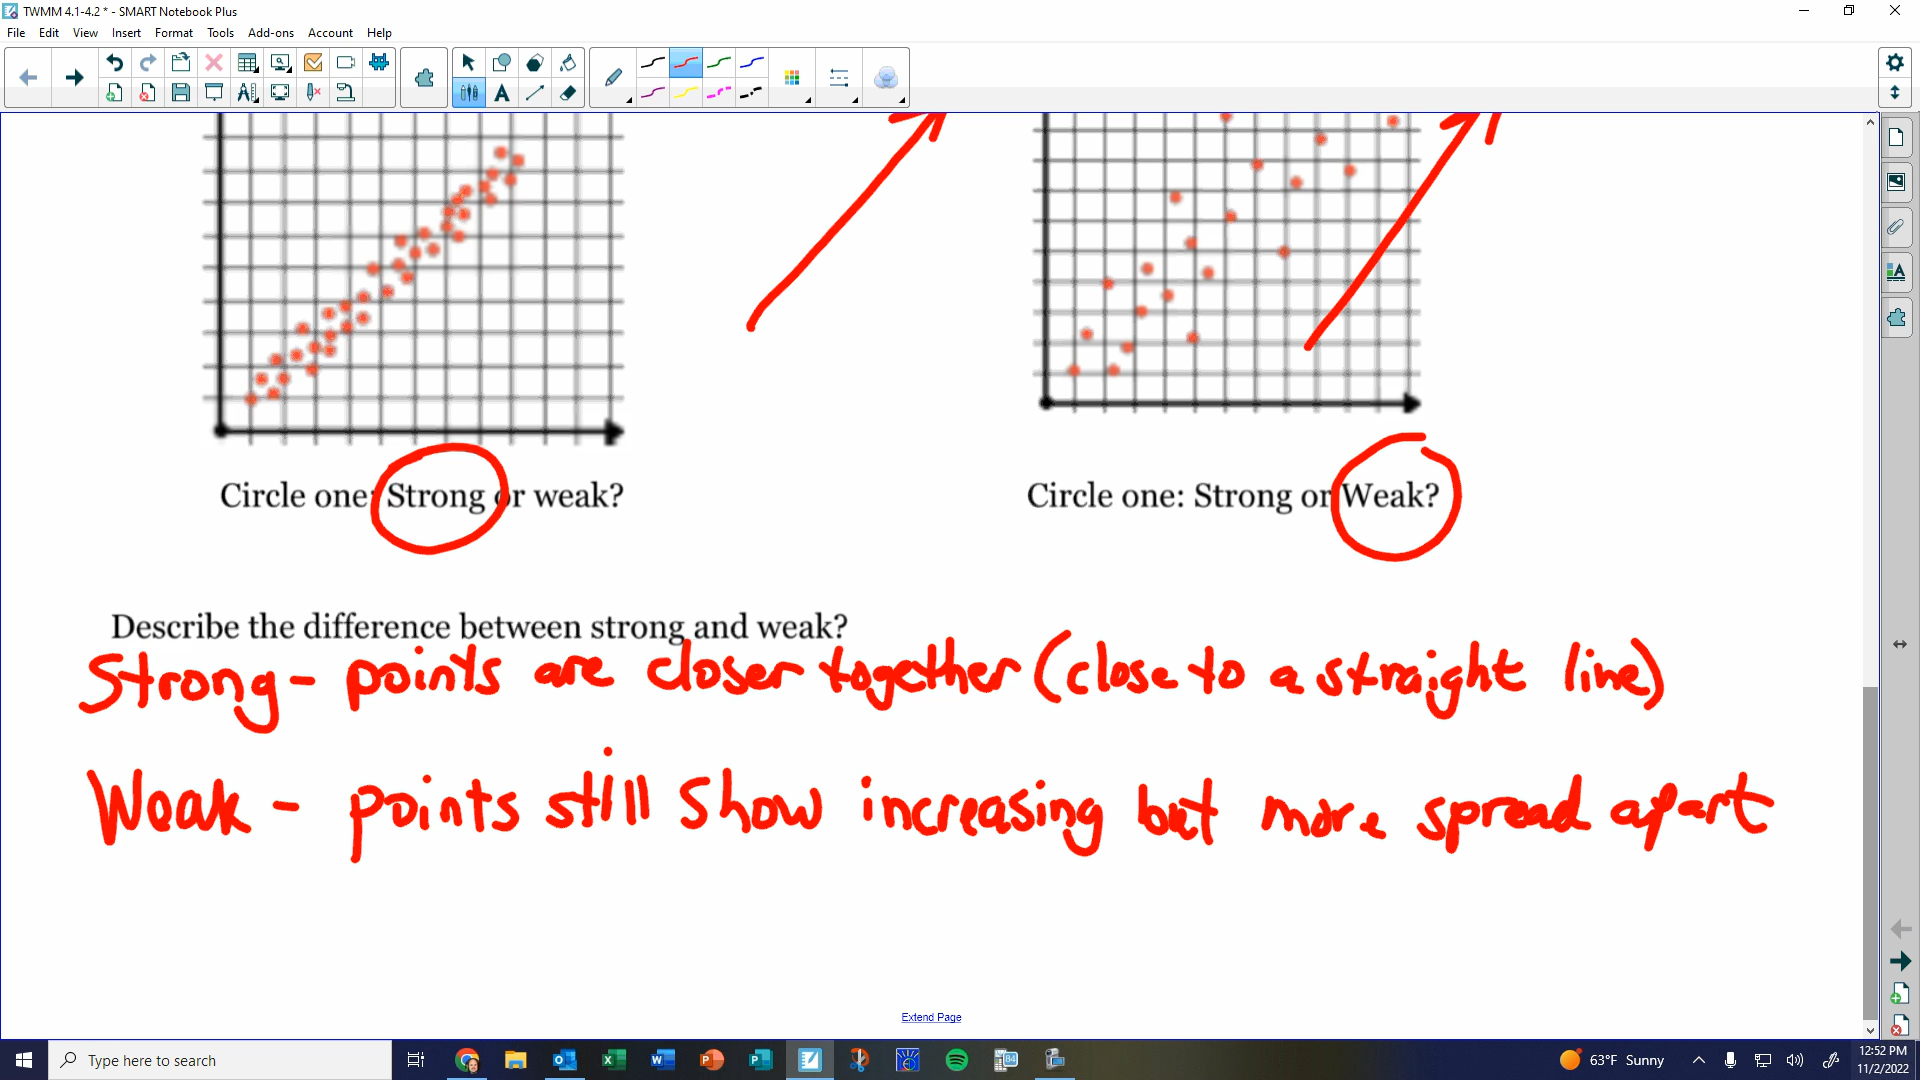 TWMM 4.1-4.2 * - SMART Notebook Plus
File Edit View Insert Format Tools Add-ons Account Help
Circle one: Strong or weak?
Circle one: Strong or Weak?
Describe the difference between strong and weak?
Strong - points are closer together (close to a straight line)
Weak - points still show increasing but more spread apart
Extend Page
Type here to search
63°F Sunny
12:52 PM
11/2/2022